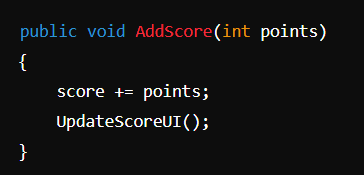 public void AddScore(int points)
{
    score += points;
    UpdateScoreUI();
}